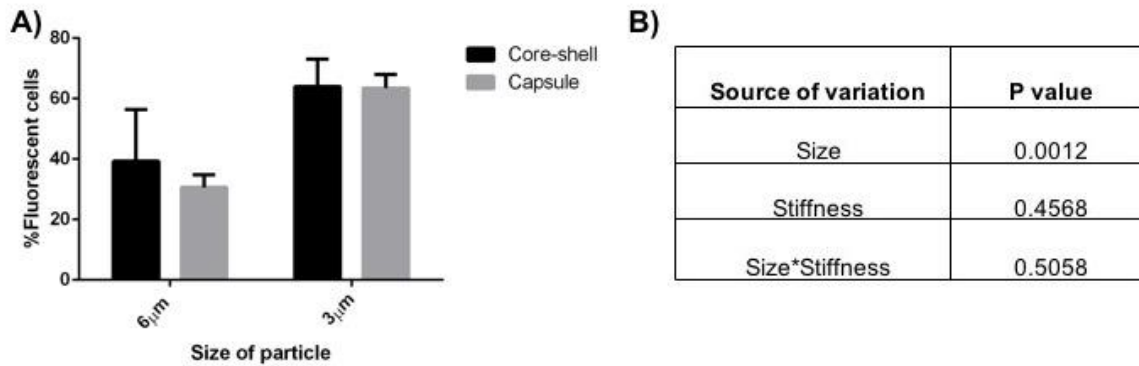 A)
80
60
40
20
0
%Fluorescent cells
6μm
3μm
Size of particle
Core-shell
Capsule
B)
Source of variation P value
Size 0.0012
Stiffness 0.4568
Size*Stiffness 0.5058